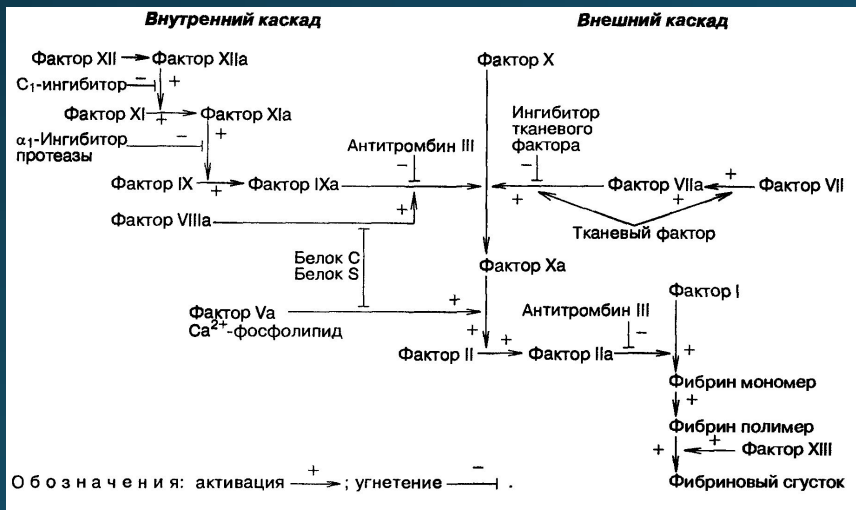 Внутренний каскад
Внешний каскад
Фактор XII
Фактор XIIa
Фактор X
C₁-ингибитор
–
+
Фактор XI
+
Фактор XIa
Ингибитор
тканевого
фактора
α₁-Ингибитор
протеазы
–
+
Антитромбин III
–
–
Фактор IX
+
Фактор IXa
+
Фактор VIIa
+
Фактор VII
Фактор VIIIa
+
+
Тканевый фактор
Белок C
Белок S
Фактор Xa
Фактор I
Фактор Va
Ca²⁺-фосфолипид
+
+
Антитромбин III
–
Фактор II
+
Фактор IIa
+
Фибрин мономер
+
Фибрин полимер
+
+
Фактор XIII
Фибриновый сгусток
Обозначения: активация + ; угнетение – .